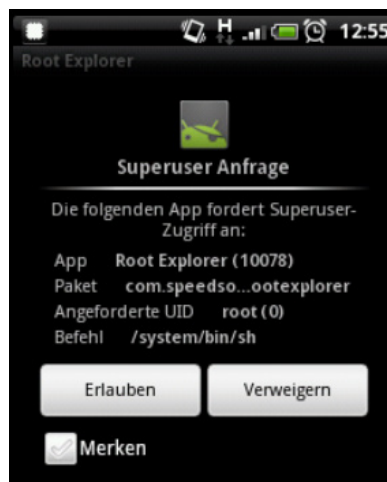 H 12:55
Root Explorer
Superuser Anfrage
Die folgenden App fordert Superuser-
Zugriff an:
App Root Explorer (10078)
Paket com.speedso...ootexplorer
Angeforderte UID root (0)
Befehl /system/bin/sh
Erlauben Verweigern
Merken